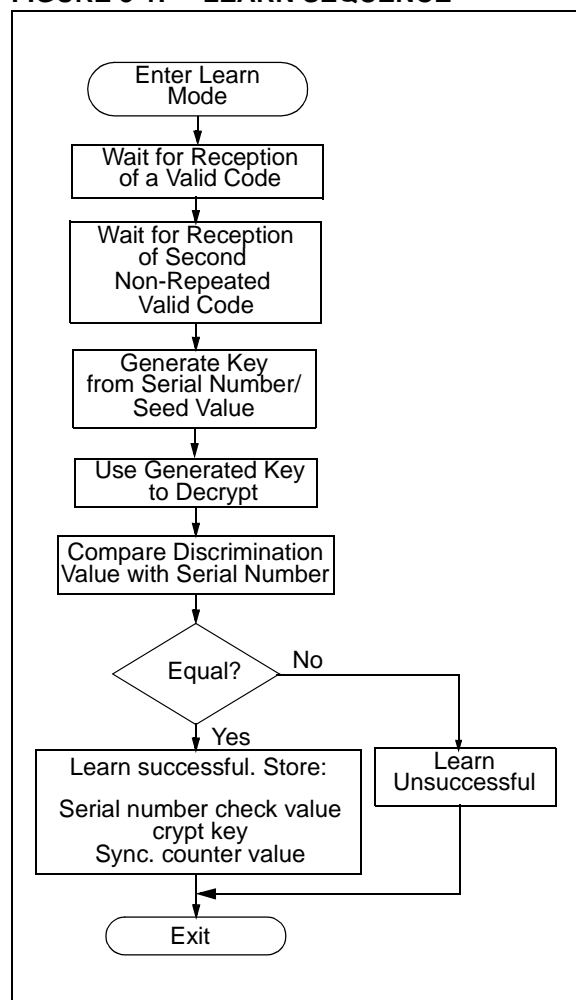 Enter Learn
Mode
Wait for Reception
of a Valid Code
Wait for Reception
of Second
Non-Repeated
Valid Code
Generate Key
from Serial Number/
Seed Value
Use Generated Key
to Decrypt
Compare Discrimination
Value with Serial Number
Equal?
No
Yes
Learn successful. Store:
Serial number check value
crypt key
Sync. counter value
Learn
Unsuccessful
Exit